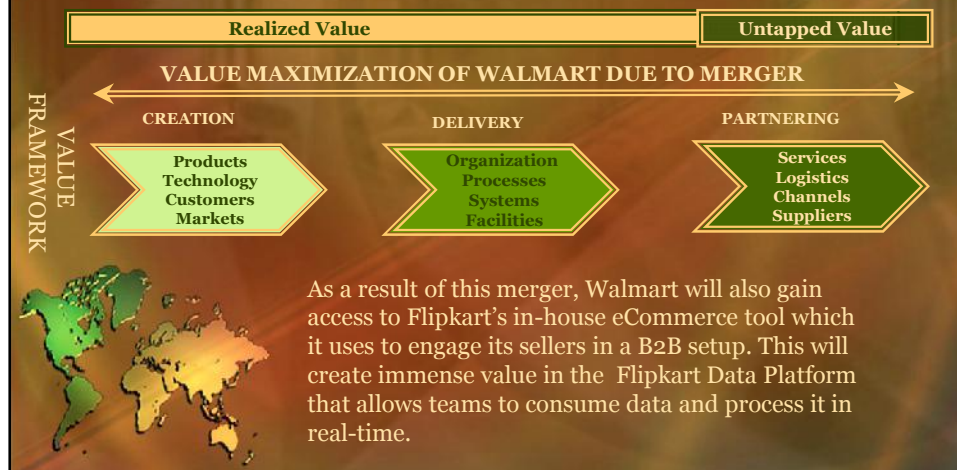 Realized Value
Untapped Value
VALUE MAXIMIZATION OF WALMART DUE TO MERGER
VALUE
FRAMEWORK
CREATION
Products
Technology
Customers
Markets
DELIVERY
Organization
Processes
Systems
Facilities
PARTNERING
Services
Logistics
Channels
Suppliers
As a result of this merger, Walmart will also gain
access to Flipkart’s in-house eCommerce tool which
it uses to engage its sellers in a B2B setup. This will
create immense value in the Flipkart Data Platform
that allows teams to consume data and process it in
real-time.